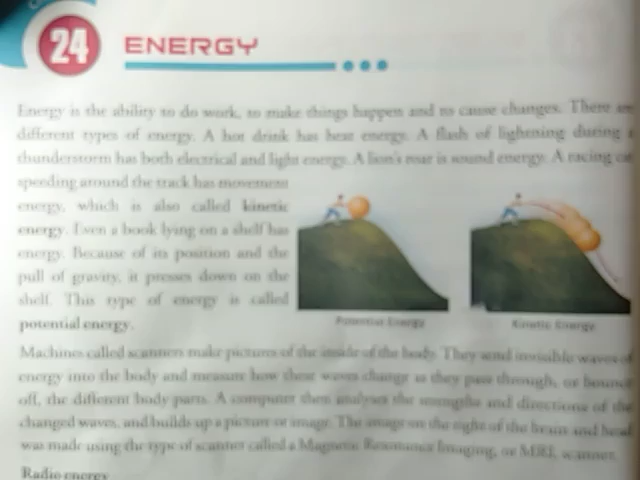 24 ENERGY
Energy is the ability to do work, to make things happen and to cause changes. There are
different types of energy. A hot drink has heat energy. A flash of lightning during a
thunderstorm has both electrical and light energy. A lion's roar is sound energy. A racing car
speeding around the track has movement
energy, which is also called kinetic
energy. Even a book lying on a shelf has
energy. Because of its position and the
pull of gravity, it presses down on the
shelf. This type of energy is called
potential energy.
Potential Energy
Kinetic Energy
Machines called scanners make pictures of the inside of the body. They send invisible waves of
energy into the body and measure how these waves change as they pass through, or bounce
off, the different body parts. A computer then analyses the strengths and directions of the
changed waves, and builds up a picture or image. The image on the right of the brain and head
was made using the type of scanner called a Magnetic Resonance Imaging, or MRI, scanner.
Radio energy